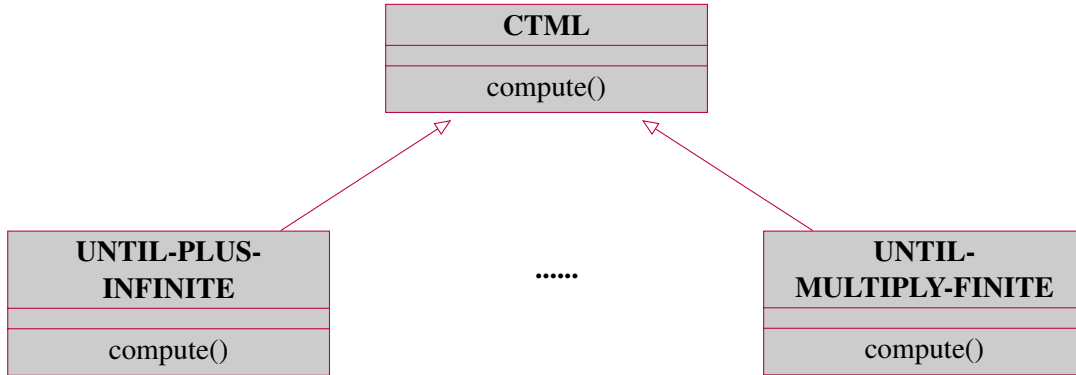 CTML
compute()
UNTIL-PLUS-
INFINITE
compute()
......
UNTIL-
MULTIPLY-FINITE
compute()